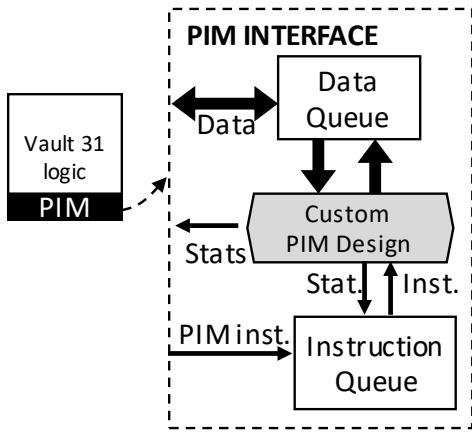 PIM INTERFACE
Data
Queue
Data
Vault 31
logic
PIM
Custom
PIM Design
Stats
Stat.
Inst.
PIM inst.
Instruction
Queue